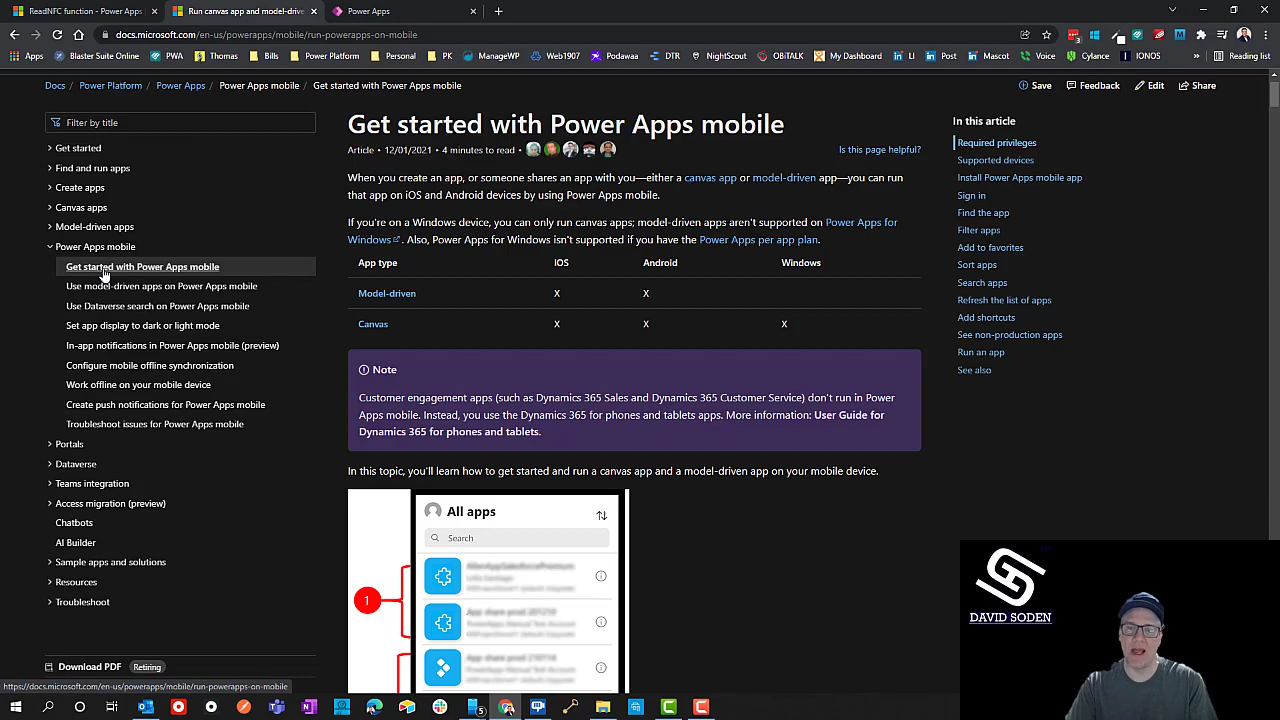 ReadNFC function - Power Apps
Run canvas app and model-drive
Power Apps
docs.microsoft.com/en-us/powerapps/mobile/run-powerapps-on-mobile
Apps
Blaster Suite Online
PWA
Thanton
Bills
Power Platform
Personal
PK
ManageWP
Web1907
Podawaa
DTR
NightScout
OBiTALK
My Dashboard
LI
Post
Mascot
Voice
Cylance
IONOS
»
Reading list
Docs / Power Platform / Power Apps / Power Apps mobile / Get started with Power Apps mobile
Save
Feedback
Edit
Share
Filter by title
Get started
Find and run apps
Create apps
Canvas apps
Model-driven apps
Power Apps mobile
Get started with Power Apps mobile
Use model-driven apps on Power Apps mobile
Use Dataverse search on Power Apps mobile
Set app display to dark or light mode
In-app notifications in Power Apps mobile (preview)
Configure mobile offline synchronization
Work offline on your mobile device
Create push notifications for Power Apps mobile
Troubleshoot issues for Power Apps mobile
Portals
Dataverse
Teams integration
Access migration (preview)
Chatbots
AI Builder
Sample apps and solutions
Resources
Troubleshoot
Download PDF
Retiring
https://docs.microsoft.com/en-us/powerapps/mobile/run-powerapps-on-mobile
Get started with Power Apps mobile
Article • 12/01/2021 • 4 minutes to read •
Is this page helpful?
When you create an app, or someone shares an app with you—either a canvas app or model-driven app—you can run
that app on iOS and Android devices by using Power Apps mobile.
If you're on a Windows device, you can only run canvas apps; model-driven apps aren't supported on Power Apps for
Windows. Also, Power Apps for Windows isn't supported if you have the Power Apps per app plan.
App type iOS Android Windows
Model-driven X X
Canvas X X X
Note
Customer engagement apps (such as Dynamics 365 Sales and Dynamics 365 Customer Service) don't run in Power
Apps mobile. Instead, you use the Dynamics 365 for phones and tablets apps. More information: User Guide for
Dynamics 365 for phones and tablets.
In this topic, you'll learn how to get started and run a canvas app and a model-driven app on your mobile device.
All apps
Search
1
In this article
Required privileges
Supported devices
Install Power Apps mobile app
Sign in
Find the app
Filter apps
Add to favorites
Sort apps
Search apps
Refresh the list of apps
Add shortcuts
See non-production apps
Run an app
See also
DAVID SODEN